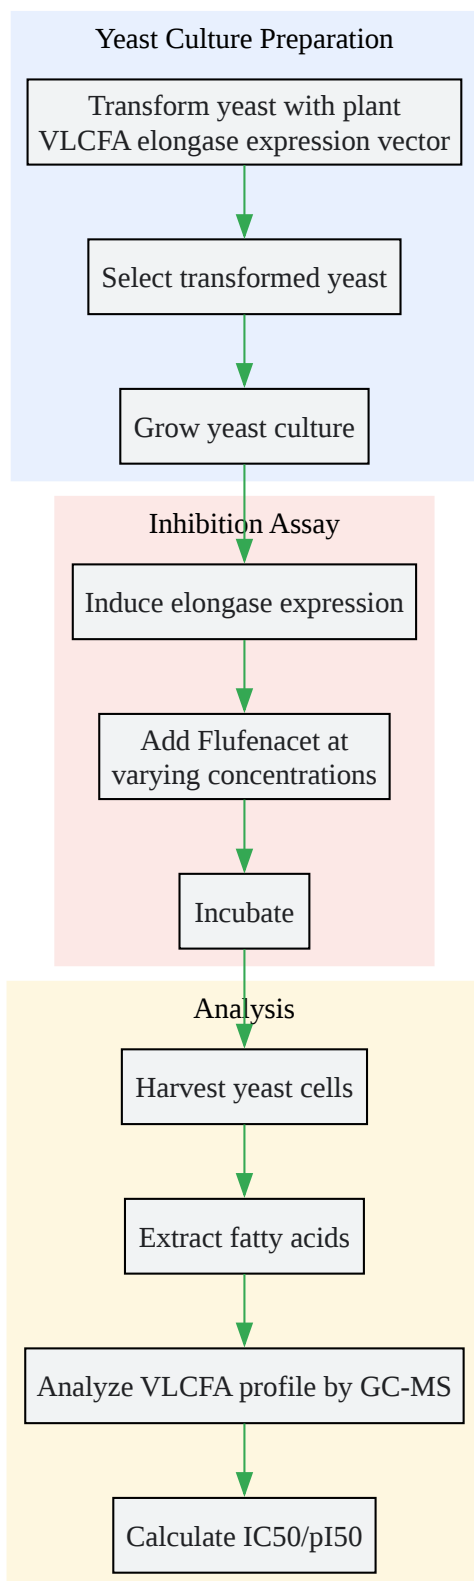 Yeast Culture Preparation
Transform yeast with plant
VLCFA elongase expression vector
Select transformed yeast
Grow yeast culture
Inhibition Assay
Induce elongase expression
Add Flufenacet at
varying concentrations
Incubate
Analysis
Harvest yeast cells
Extract fatty acids
Analyze VLCFA profile by GC-MS
Calculate IC50/pI50